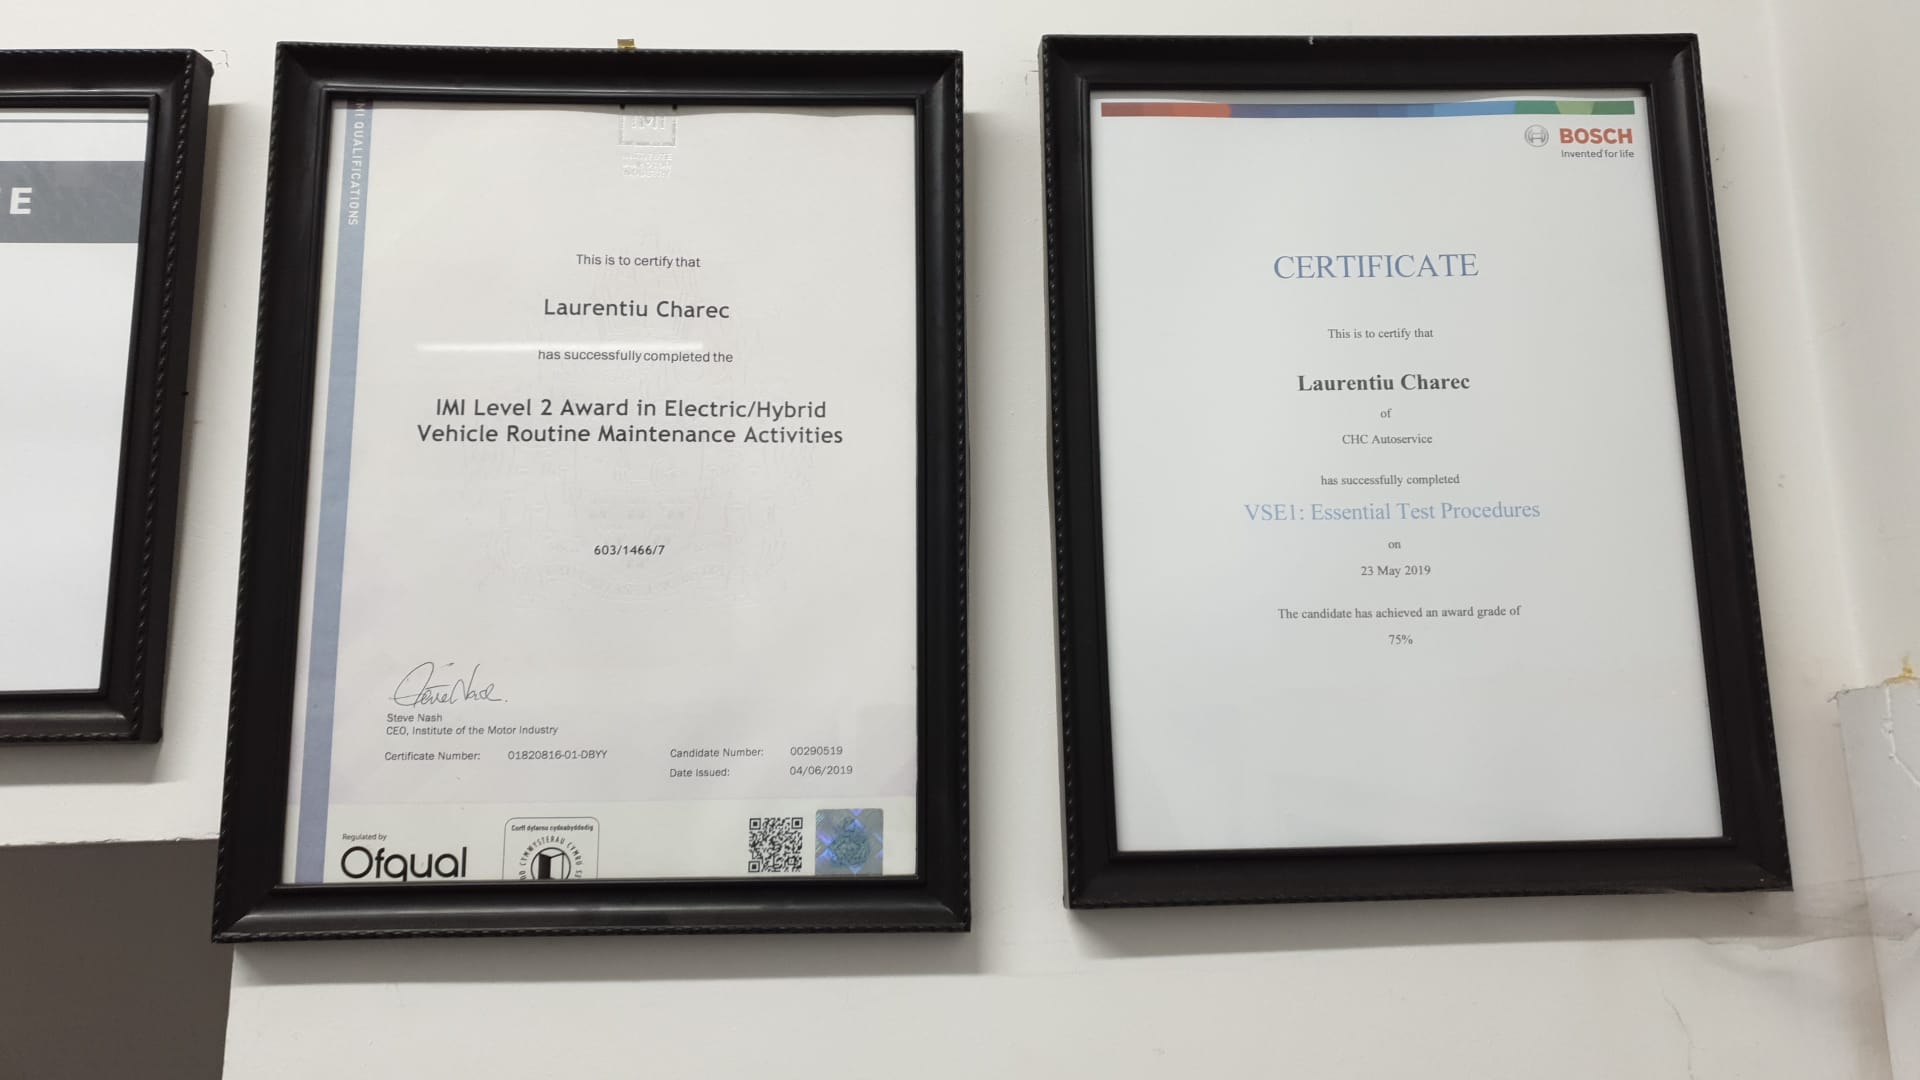 E
IMI QUALIFICATIONS
IMI
INSTITUTE
OF THE MOTOR
INDUSTRY
This is to certify that
Laurentiu Charec
has successfully completed the
IMI Level 2 Award in Electric/Hybrid
Vehicle Routine Maintenance Activities
603/1466/7
Steve Nash
Steve Nash
CEO, Institute of the Motor Industry
Certificate Number: 01820816-01-DBYY
Candidate Number: 00290519
Date Issued: 04/06/2019
Regulated by
Ofqual
Corff dyfarnu cydnabyddedig
CYMWYSTERAU CYMRU
BOSCH
Invented for life
CERTIFICATE
This is to certify that
Laurentiu Charec
of
CHC Autoservice
has successfully completed
VSE1: Essential Test Procedures
on
23 May 2019
The candidate has achieved an award grade of
75%